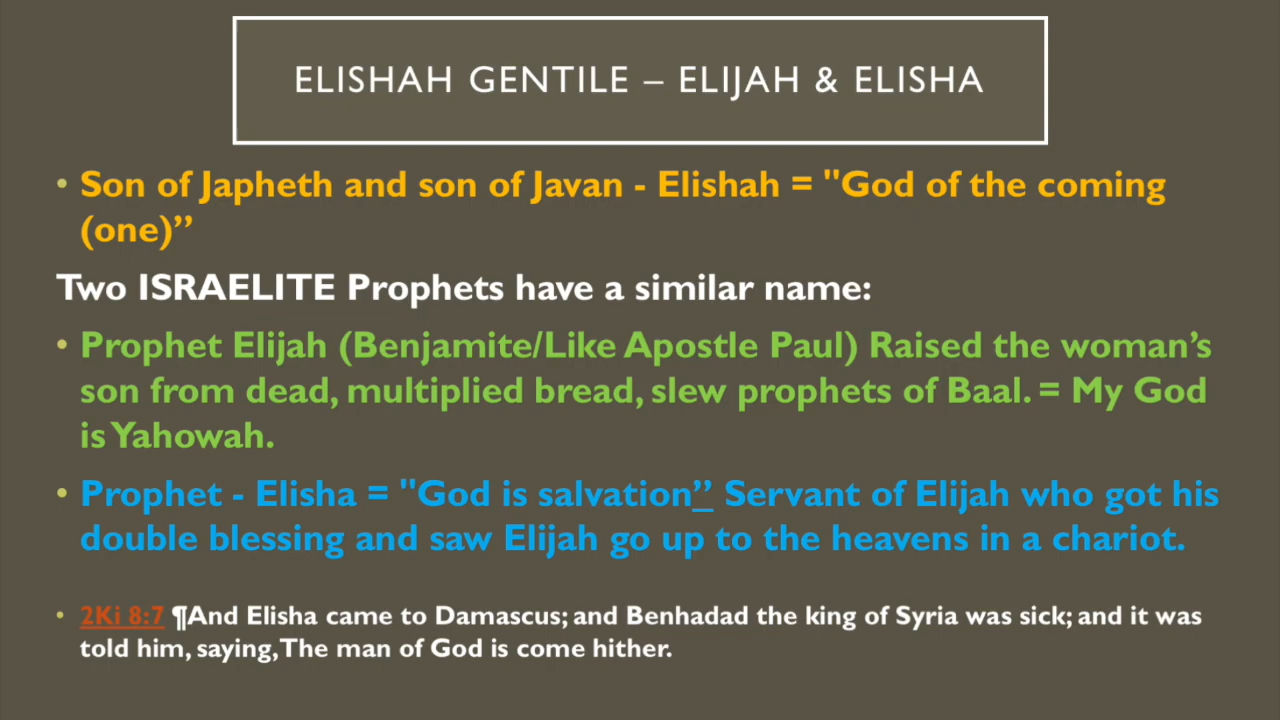 ELISHAH GENTILE – ELIJAH & ELISHA
• Son of Japheth and son of Javan - Elishah = "God of the coming
(one)”
Two ISRAELITE Prophets have a similar name:
• Prophet Elijah (Benjamite/Like Apostle Paul) Raised the woman’s
son from dead, multiplied bread, slew prophets of Baal. = My God
is Yahowah.
• Prophet - Elisha = "God is salvation” Servant of Elijah who got his
double blessing and saw Elijah go up to the heavens in a chariot.
• 2Ki 8:7 ¶And Elisha came to Damascus; and Benhadad the king of Syria was sick; and it was
told him, saying, The man of God is come hither.